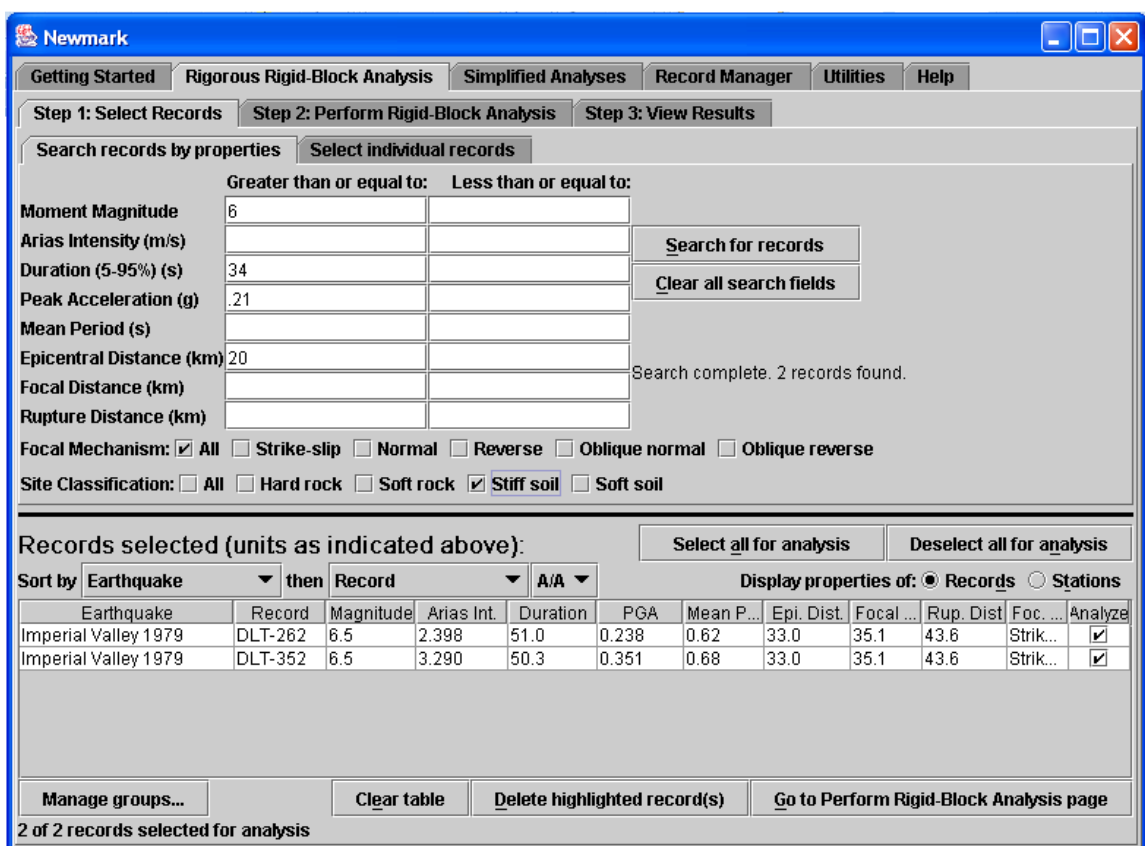 Newmark
Getting Started Rigorous Rigid-Block Analysis Simplified Analyses Record Manager Utilities Help
Step 1: Select Records Step 2: Perform Rigid-Block Analysis Step 3: View Results
Search records by properties Select individual records
Greater than or equal to: Less than or equal to:
Moment Magnitude 6
Arias Intensity (m/s)
Search for records
Duration (5-95%) (s) 34
Clear all search fields
Peak Acceleration (g) .21
Mean Period (s)
Epicentral Distance (km) 20
Search complete. 2 records found.
Focal Distance (km)
Rupture Distance (km)
Focal Mechanism: All Strike-slip Normal Reverse Oblique normal Oblique reverse
Site Classification: All Hard rock Soft rock Stiff soil Soft soil
Records selected (units as indicated above): Select all for analysis Deselect all for analysis
Sort by Earthquake then Record A/A Display properties of: Records Stations
Earthquake Record Magnitude Arias Int. Duration PGA Mean P... Epi. Dist. Focal ... Rup. Dist Foc. ... Analyze
Imperial Valley 1979 DLT-262 6.5 2.398 51.0 0.238 0.62 33.0 35.1 43.6 Strik...
Imperial Valley 1979 DLT-352 6.5 3.290 50.3 0.351 0.68 33.0 35.1 43.6 Strik...
Manage groups... Clear table Delete highlighted record(s) Go to Perform Rigid-Block Analysis page
2 of 2 records selected for analysis